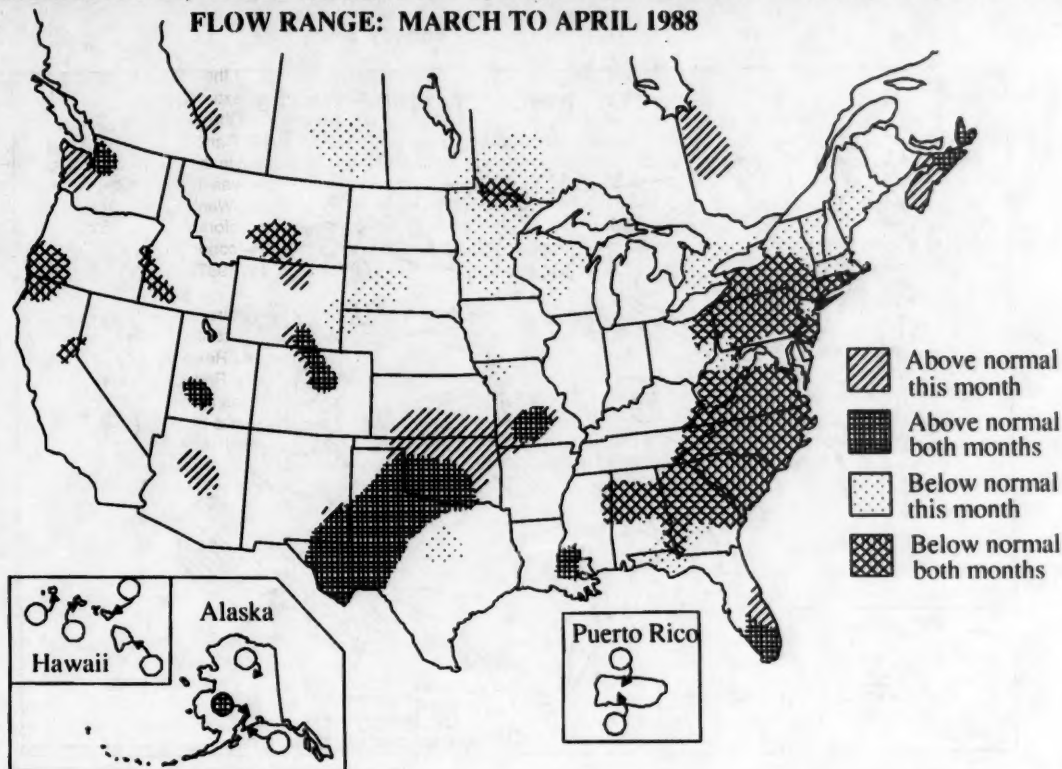 FLOW RANGE: MARCH TO APRIL 1988
Above normal
this month
Above normal
both months
Below normal
this month
Below normal
both months
Alaska
Hawaii
Puerto Rico